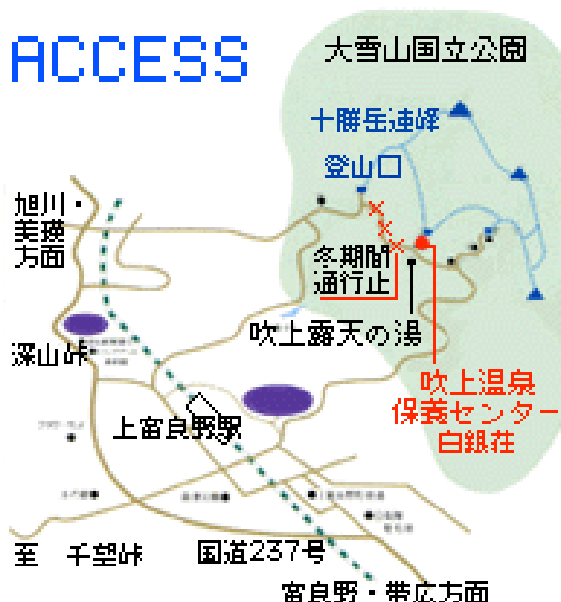 ACCESS
大雪山国立公園
十勝岳連峰
登山口
旭川・
美瑛
方面
冬期間
通行止
吹上露天の湯
深山峠
吹上温泉
保養センター
白銀荘
上富良野駅
至 千望峠
国道237号
富良野・帯広方面